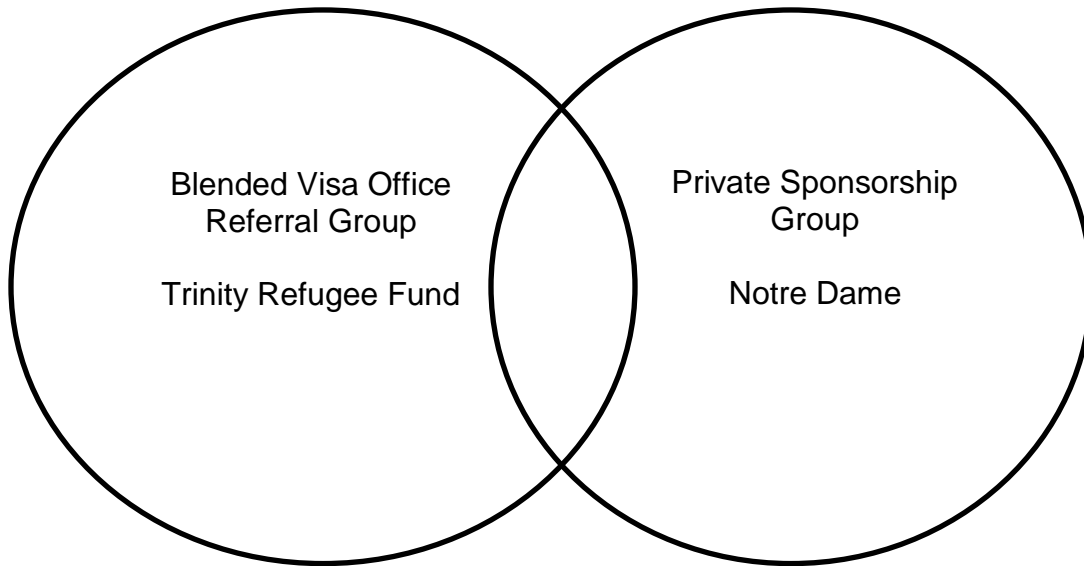 Blended Visa Office
Referral Group
Trinity Refugee Fund
Private Sponsorship
Group
Notre Dame